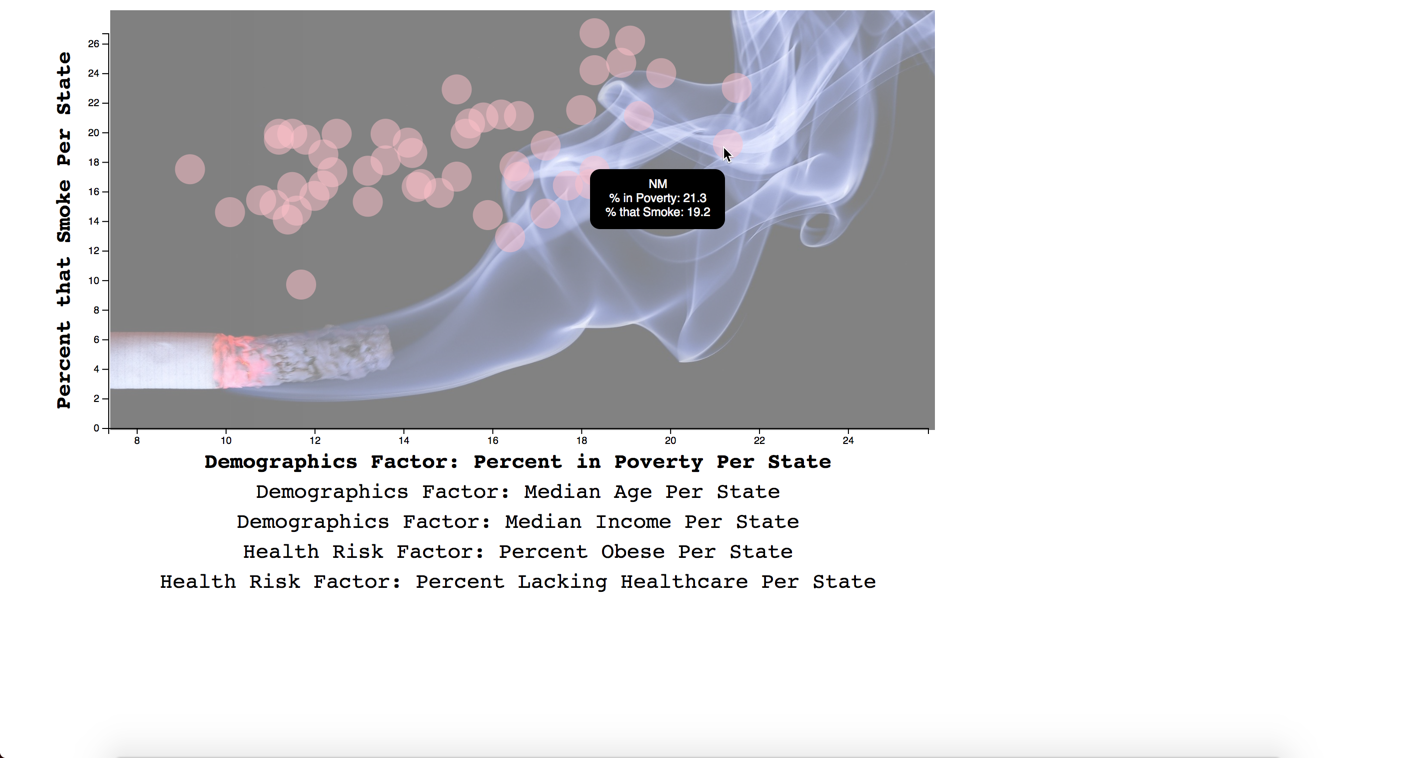 Percent that Smoke Per State
26
24
22
20
18
16
14
12
10
8
6
4
2
0
NM
% in Poverty: 21.3
% that Smoke: 19.2
8 10 12 14 16 18 20 22 24
Demographics Factor: Percent in Poverty Per State
Demographics Factor: Median Age Per State
Demographics Factor: Median Income Per State
Health Risk Factor: Percent Obese Per State
Health Risk Factor: Percent Lacking Healthcare Per State